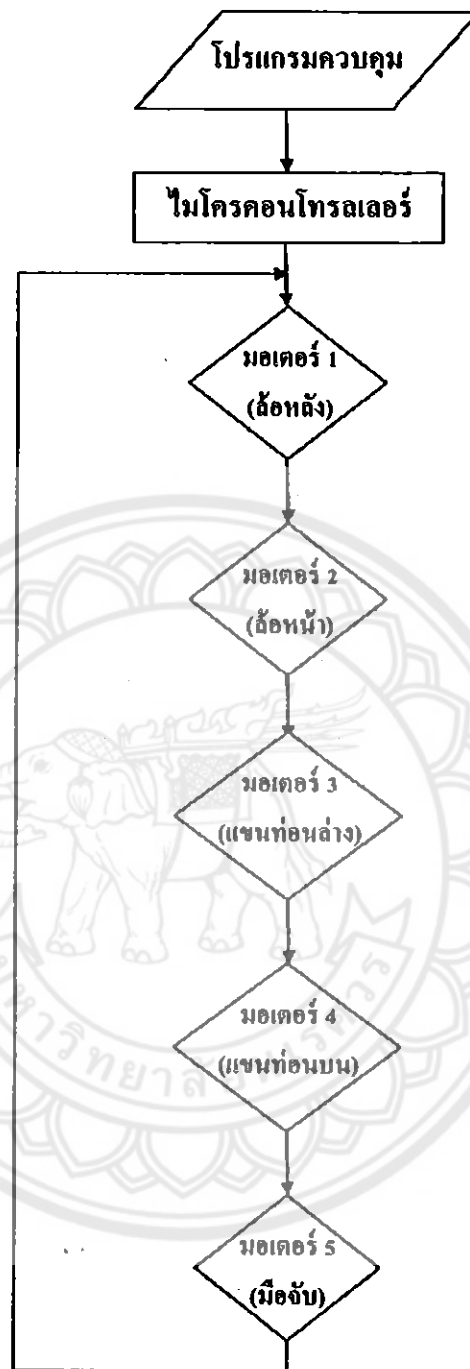 โปรแกรมควบคุม
ไมโครคอนโทรลเลอร์
มอเตอร์ 1
(ล้อหลัง)
มอเตอร์ 2
(ล้อหน้า)
มอเตอร์ 3
(แขนท่อนล่าง)
มอเตอร์ 4
(แขนท่อนบน)
มอเตอร์ 5
(มือจับ)